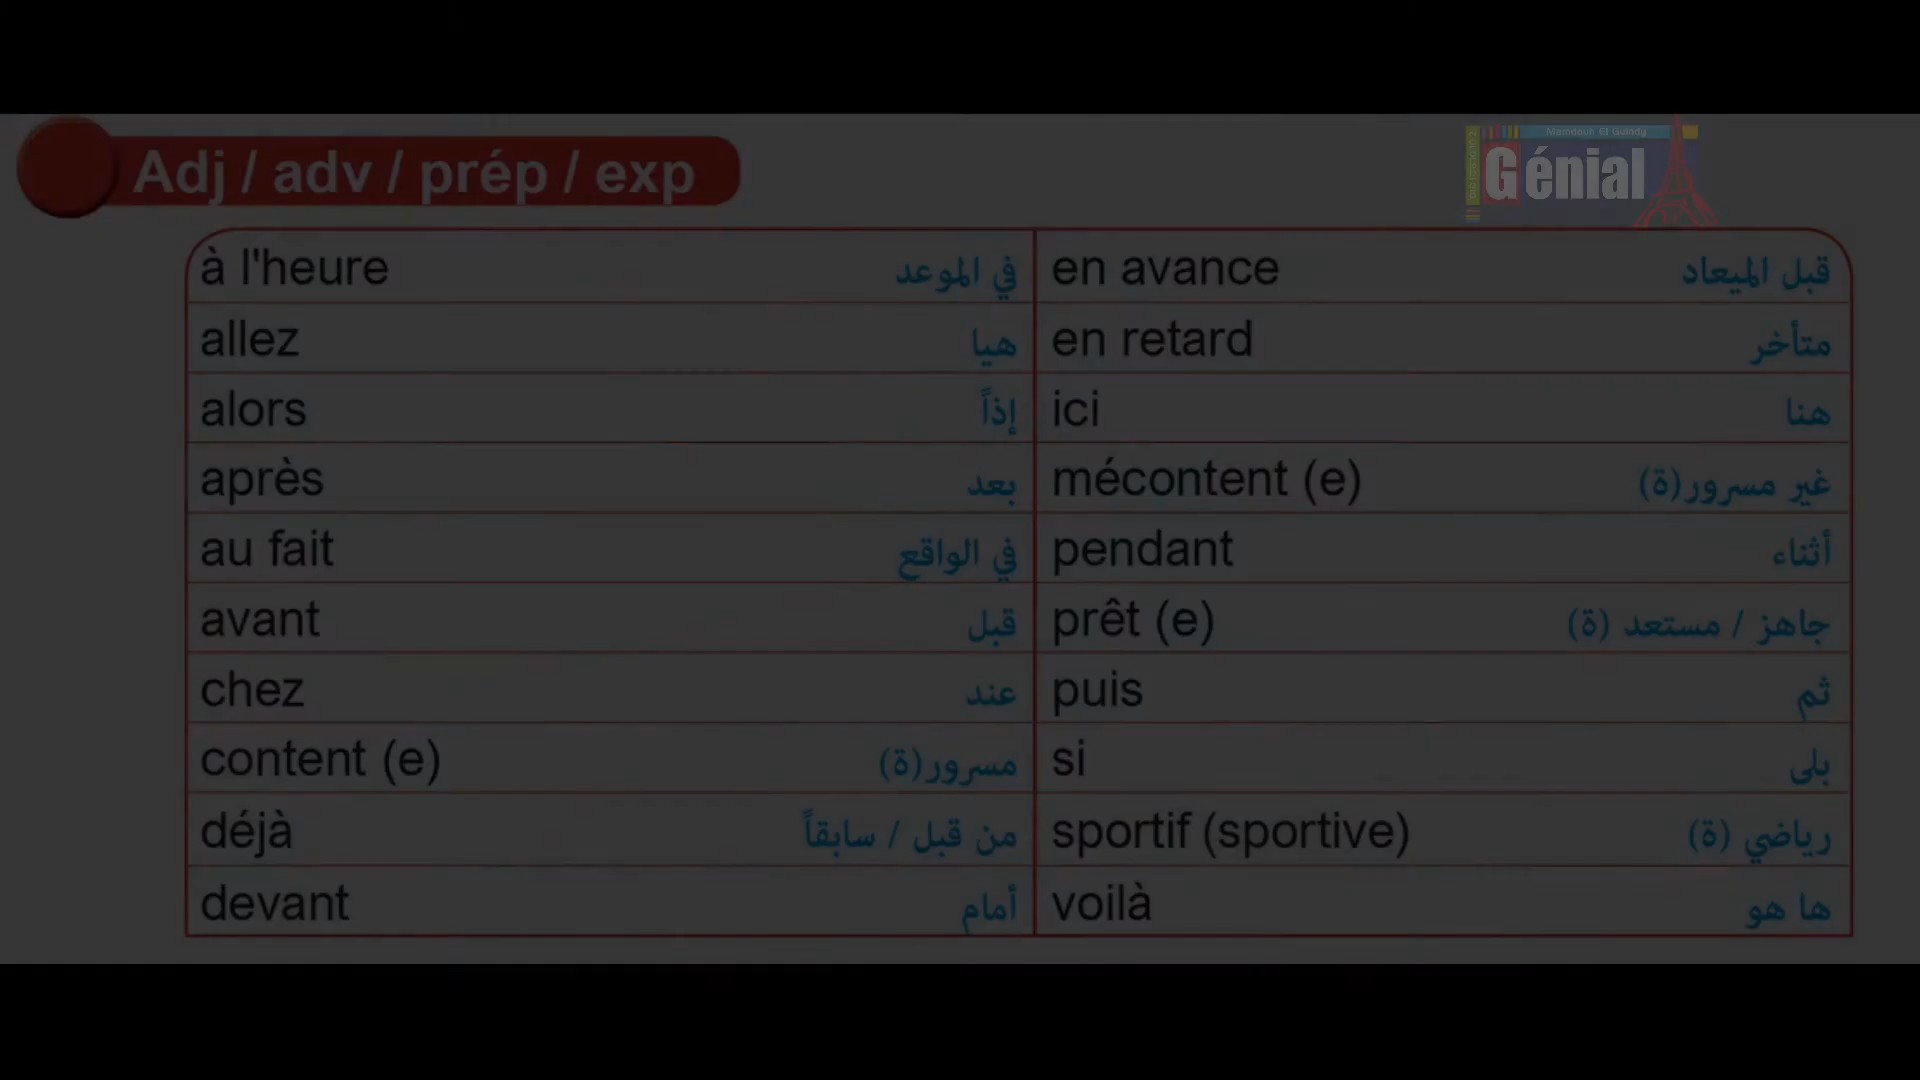 Mamdouh El Guindy
Génial
Adj / adv / prép / exp
à l'heure في الموعد en avance قبل الميعاد
allez هيا en retard متأخر
alors إذاً ici هنا
après بعد mécontent (e) غير مسرور(ة)
au fait في الواقع pendant أثناء
avant قبل prêt (e) جاهز / مستعد (ة)
chez عند puis ثم
content (e) مسرور(ة) si بلى
déjà من قبل / سابقاً sportif (sportive) رياضي (ة)
devant أمام voilà ها هو